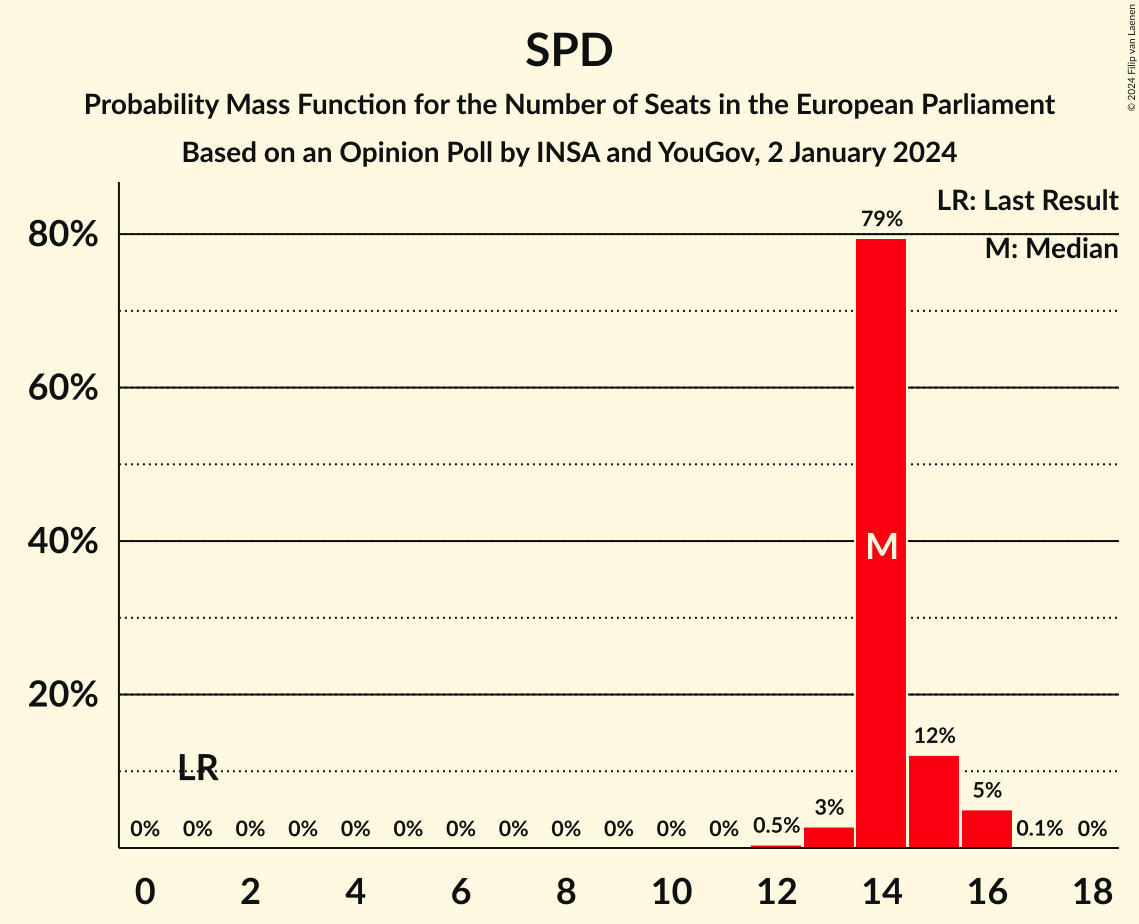 SPD
Probability Mass Function for the Number of Seats in the European Parliament
Based on an Opinion Poll by INSA and YouGov, 2 January 2024
© 2024 Filip van Laenen
LR: Last Result
M: Median
80%
60%
40%
20%
79%
M
LR
12%
5%
3%
0% 0% 0% 0% 0% 0% 0% 0% 0% 0% 0% 0% 0.5% 0.1% 0%
0 2 4 6 8 10 12 14 16 18